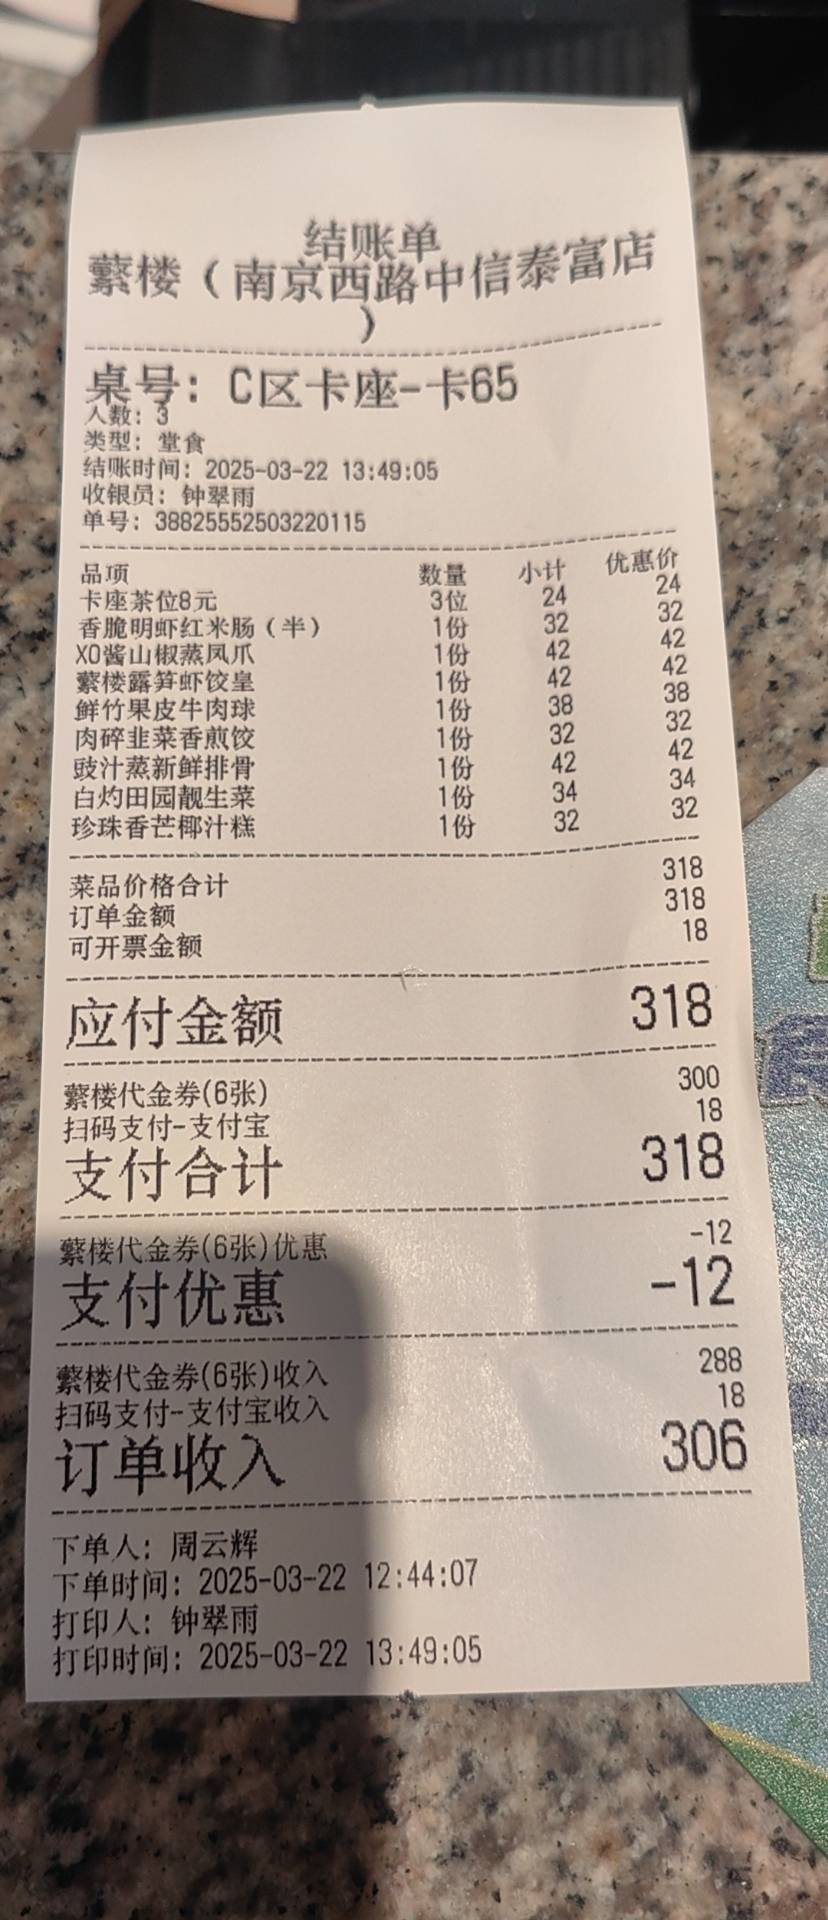 结账单
蘩楼（南京西路中信泰富店
）
桌号: C区卡座-卡65
人数: 3
类型: 堂食
结账时间: 2025-03-22 13:49:05
收银员: 钟翠雨
单号: 38825552503220115
品项 数量 小计 优惠价
卡座茶位8元 3位 24 24
香脆明虾红米肠（半） 1份 32 32
XO酱山椒蒸凤爪 1份 42 42
蘩楼露笋虾饺皇 1份 42 42
鲜竹果皮牛肉球 1份 38 38
肉碎韭菜香煎饺 1份 32 32
豉汁蒸新鲜排骨 1份 42 42
白灼田园靓生菜 1份 34 34
珍珠香芒椰汁糕 1份 32 32
菜品价格合计 318
订单金额 318
可开票金额 18
应付金额 318
蘩楼代金券(6张) 300
扫码支付-支付宝 18
支付合计 318
蘩楼代金券(6张)优惠 -12
支付优惠 -12
蘩楼代金券(6张)收入 288
扫码支付-支付宝收入 18
订单收入 306
下单人: 周云辉
下单时间: 2025-03-22 12:44:07
打印人: 钟翠雨
打印时间: 2025-03-22 13:49:05